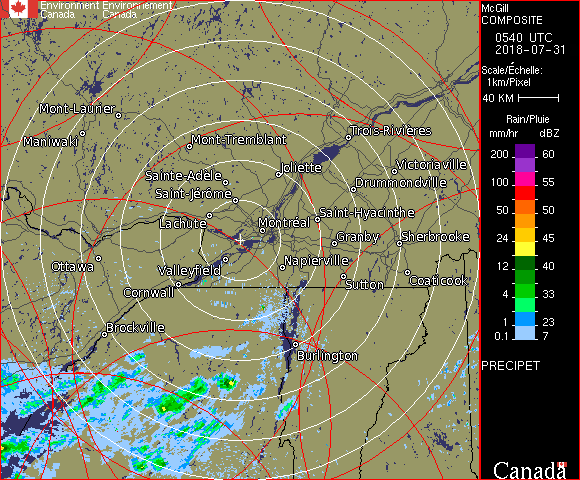 Environment Environnement
Canada Canada
McGill
COMPOSITE
0540 UTC
2018-07-31
Scale/Échelle:
1km/Pixel
40 KM
Rain/Pluie
mm/hr dBZ
200 60
100 55
50 50
24 45
12 40
4 33
1 23
0.1 7
PRECIPET
Canada
Mont-Laurier
Maniwaki
Mont-Tremblant
Trois-Rivières
Joliette
Victoriaville
Sainte-Adèle
Drummondville
Saint-Jérôme
Saint-Hyacinthe
Lachute
Montréal
Granby
Sherbrooke
Ottawa
Valleyfield
Napierville
Cornwall
Sutton
Coaticook
Brockville
Burlington